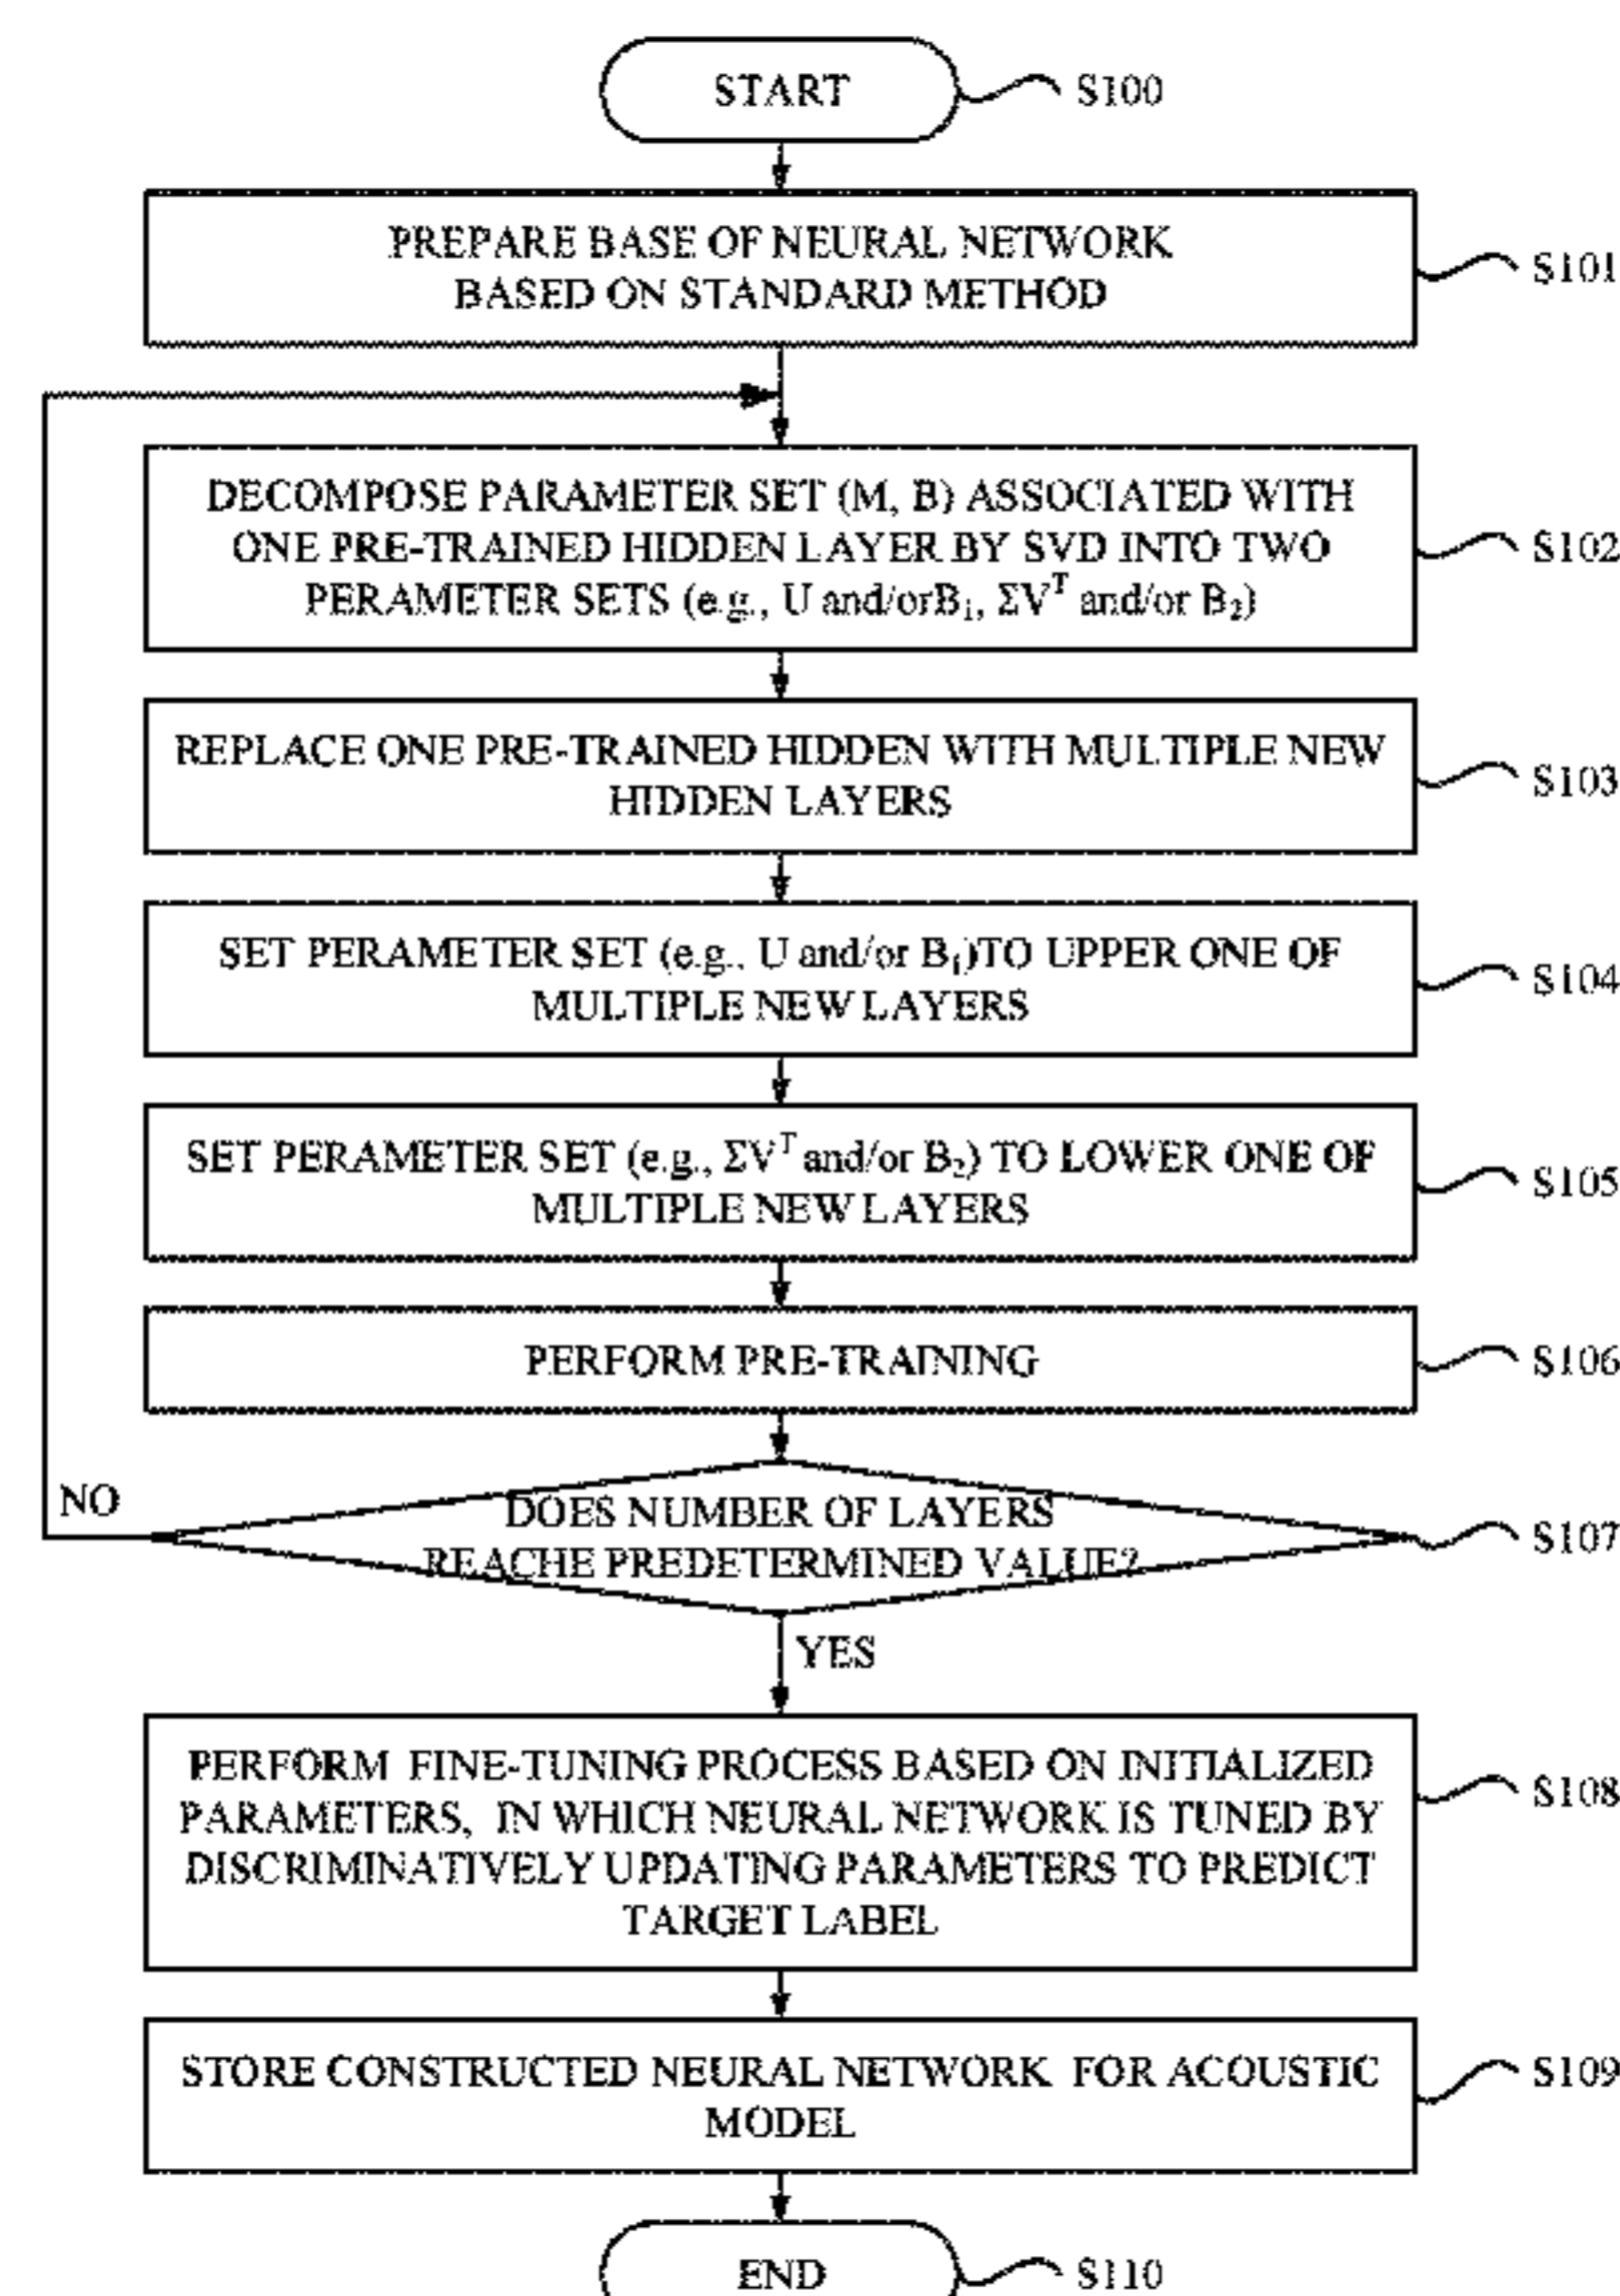 START
S100
PREPARE BASE OF NEURAL NETWORK
BASED ON STANDARD METHOD
S101
DECOMPOSE PARAMETER SET (M, B) ASSOCIATED WITH
ONE PRE-TRAINED HIDDEN LAYER BY SVD INTO TWO
PERAMETER SETS (e.g., U and/orB₁, ΣVᵀ and/or B₂)
S102
REPLACE ONE PRE-TRAINED HIDDEN WITH MULTIPLE NEW
HIDDEN LAYERS
S103
SET PERAMETER SET (e.g., U and/or B₁)TO UPPER ONE OF
MULTIPLE NEW LAYERS
S104
SET PERAMETER SET (e.g., ΣVᵀ and/or B₂) TO LOWER ONE OF
MULTIPLE NEW LAYERS
S105
PERFORM PRE-TRAINING
S106
NO
DOES NUMBER OF LAYERS
REACHE PREDETERMINED VALUE?
S107
YES
PERFORM FINE-TUNING PROCESS BASED ON INITIALIZED
PARAMETERS, IN WHICH NEURAL NETWORK IS TUNED BY
DISCRIMINATIVELY UPDATING PARAMETERS TO PREDICT
TARGET LABEL
S108
STORE CONSTRUCTED NEURAL NETWORK FOR ACOUSTIC
MODEL
S109
END
S110